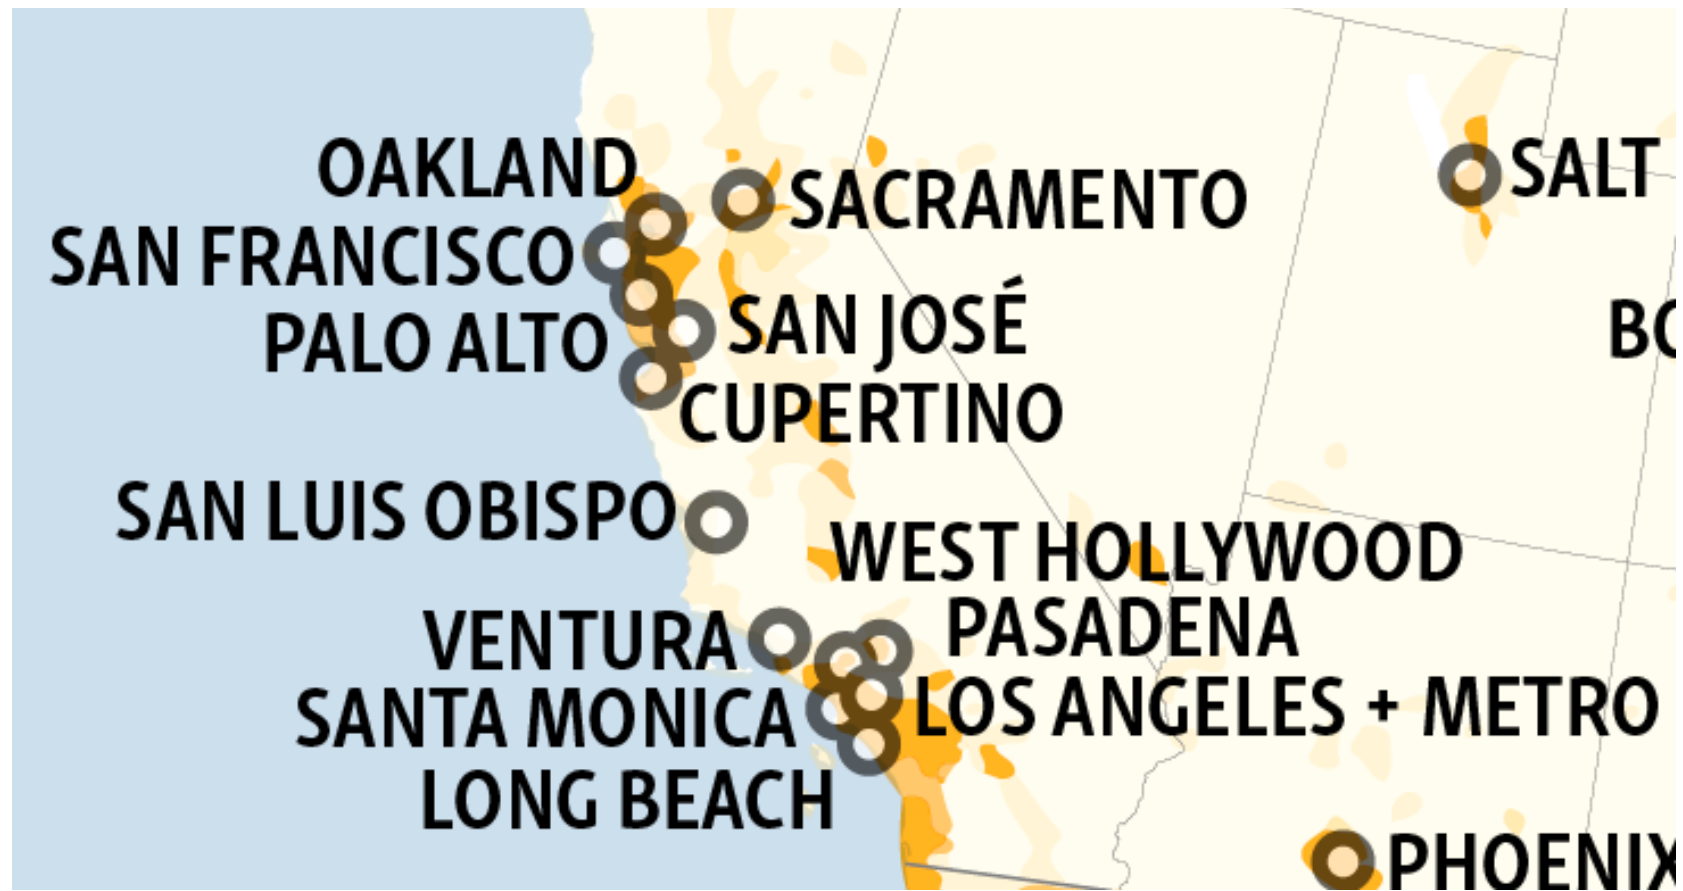 OAKLAND
SACRAMENTO
SALT
SAN FRANCISCO
SAN JOSÉ
PALO ALTO
CUPERTINO
SAN LUIS OBISPO
WEST HOLLYWOOD
PASADENA
VENTURA
LOS ANGELES + METRO
SANTA MONICA
LONG BEACH
PHOENIX